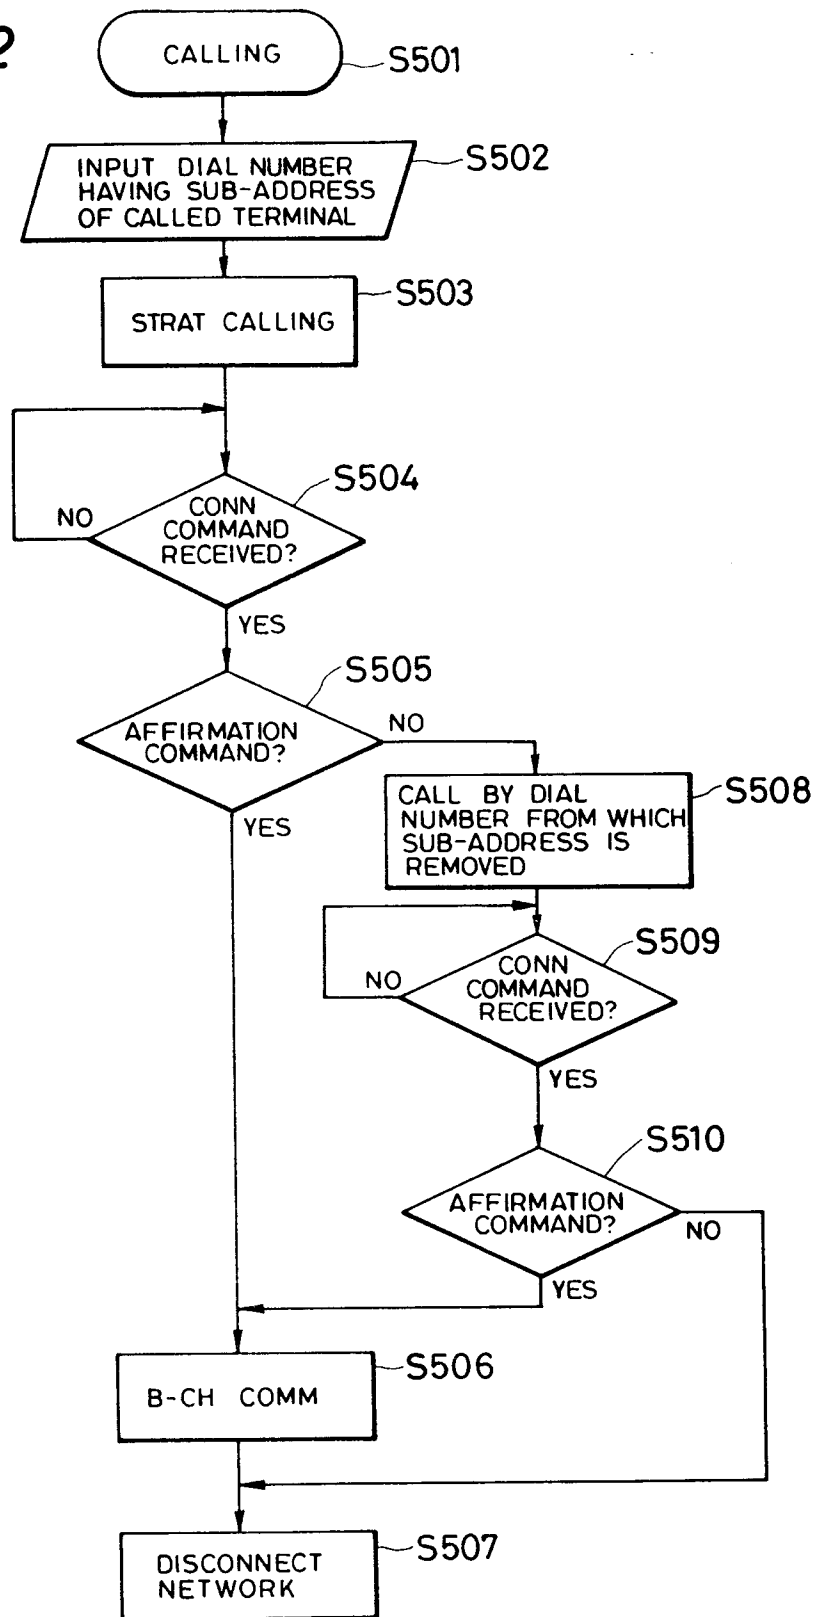 2
CALLING
S501
INPUT DIAL NUMBER
HAVING SUB-ADDRESS
OF CALLED TERMINAL
S502
STRAT CALLING
S503
S504
CONN
COMMAND
RECEIVED?
NO
YES
S505
AFFIRMATION
COMMAND?
NO
YES
CALL BY DIAL
NUMBER FROM WHICH
SUB-ADDRESS IS
REMOVED
S508
S509
CONN
COMMAND
RECEIVED?
NO
YES
S510
AFFIRMATION
COMMAND?
NO
YES
B-CH COMM
S506
DISCONNECT
NETWORK
S507